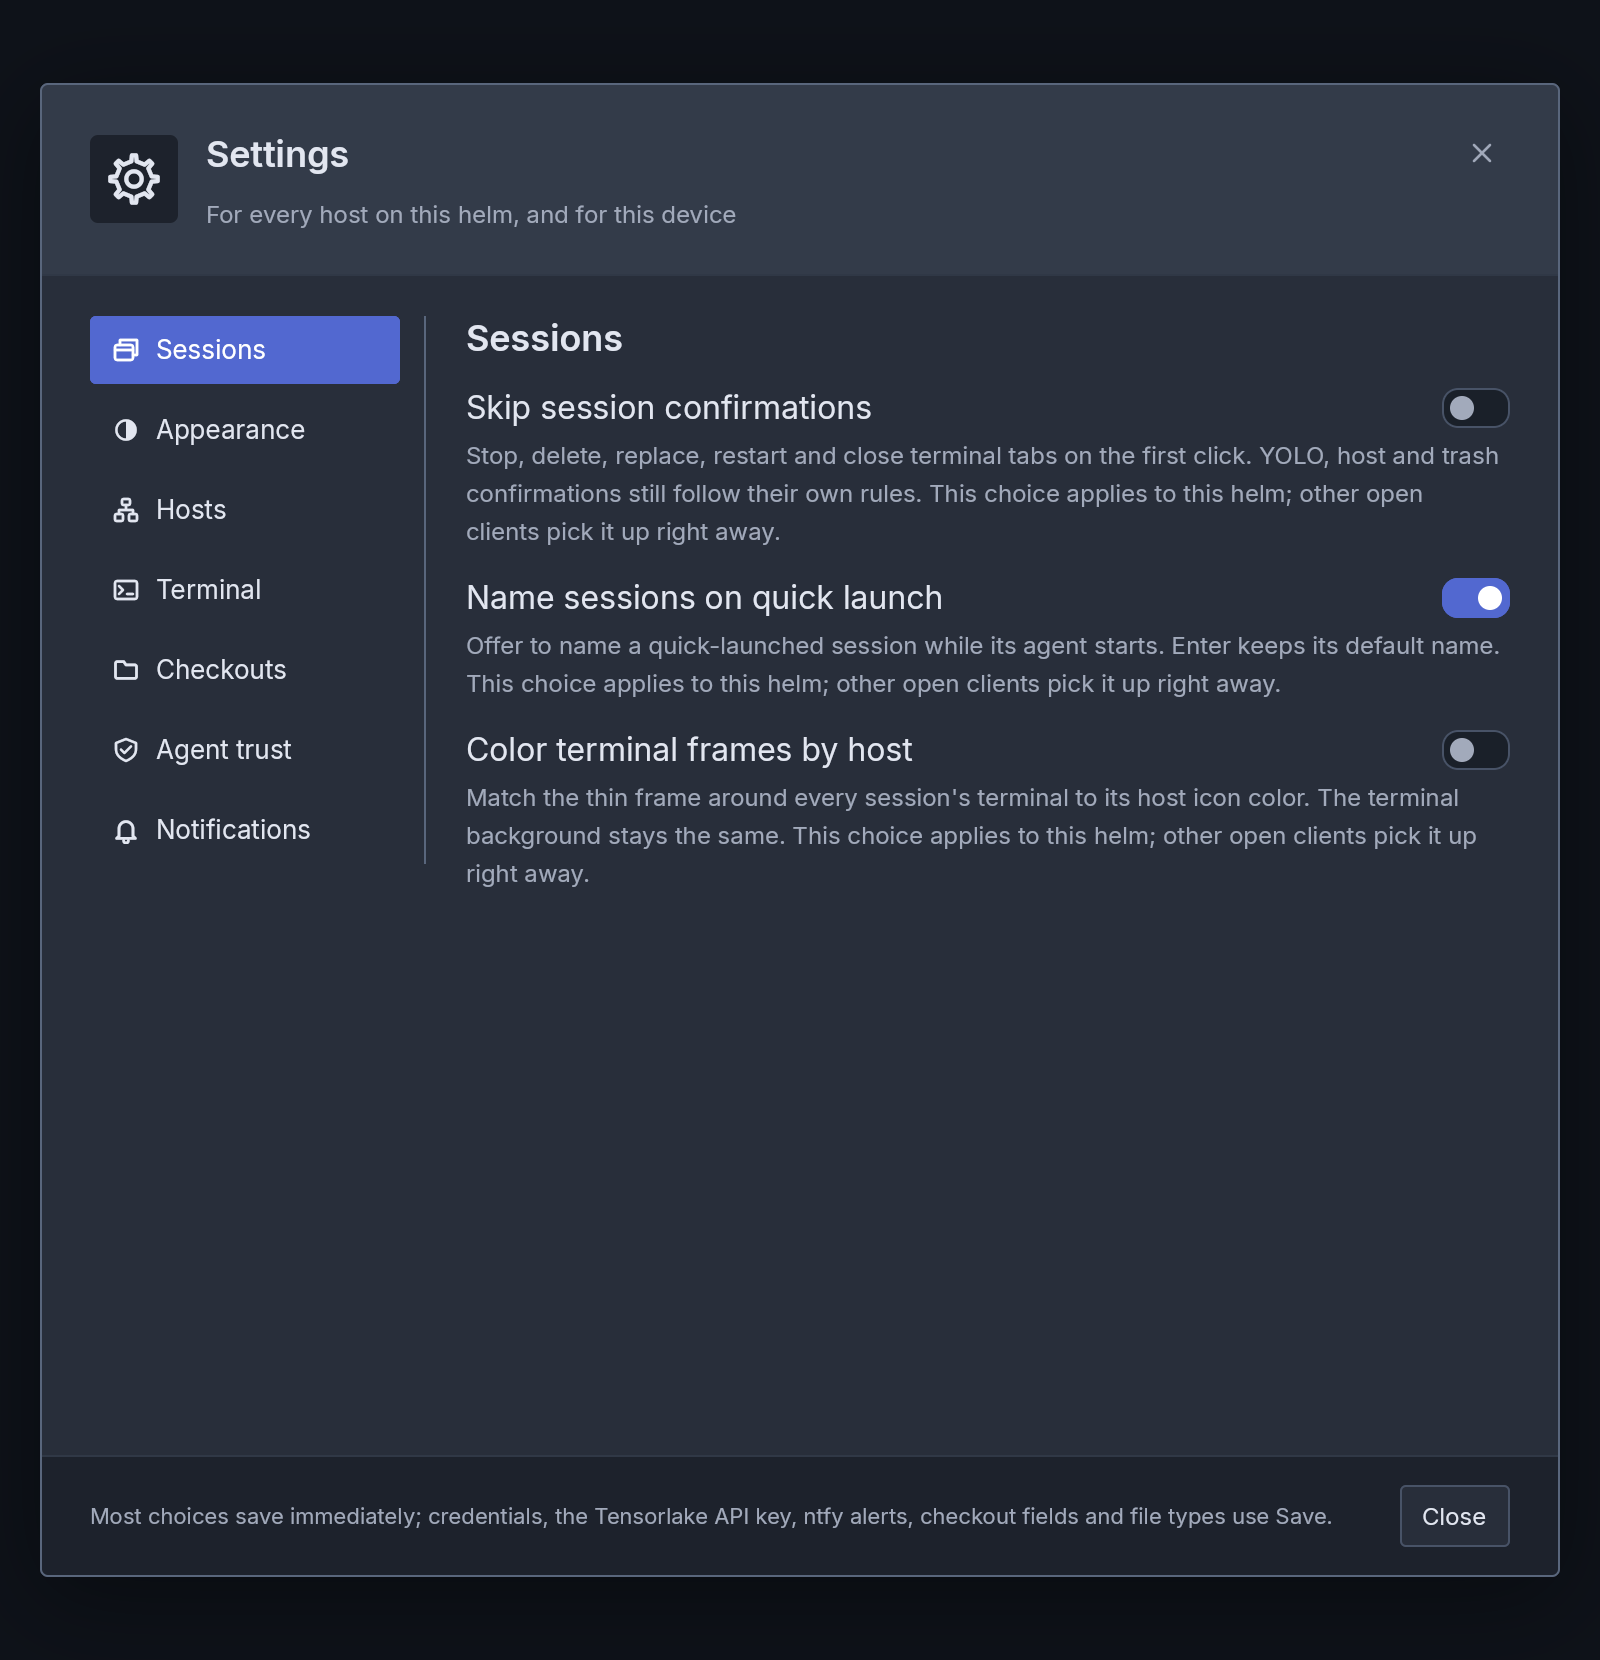 Settings
For every host on this helm, and for this device
Sessions
Appearance
Hosts
Terminal
Checkouts
Agent trust
Notifications
Sessions
Skip session confirmations
Stop, delete, replace, restart and close terminal tabs on the first click. YOLO, host and trash
confirmations still follow their own rules. This choice applies to this helm; other open
clients pick it up right away.
Name sessions on quick launch
Offer to name a quick-launched session while its agent starts. Enter keeps its default name.
This choice applies to this helm; other open clients pick it up right away.
Color terminal frames by host
Match the thin frame around every session's terminal to its host icon color. The terminal
background stays the same. This choice applies to this helm; other open clients pick it up
right away.
Most choices save immediately; credentials, the Tensorlake API key, ntfy alerts, checkout fields and file types use Save.
Close